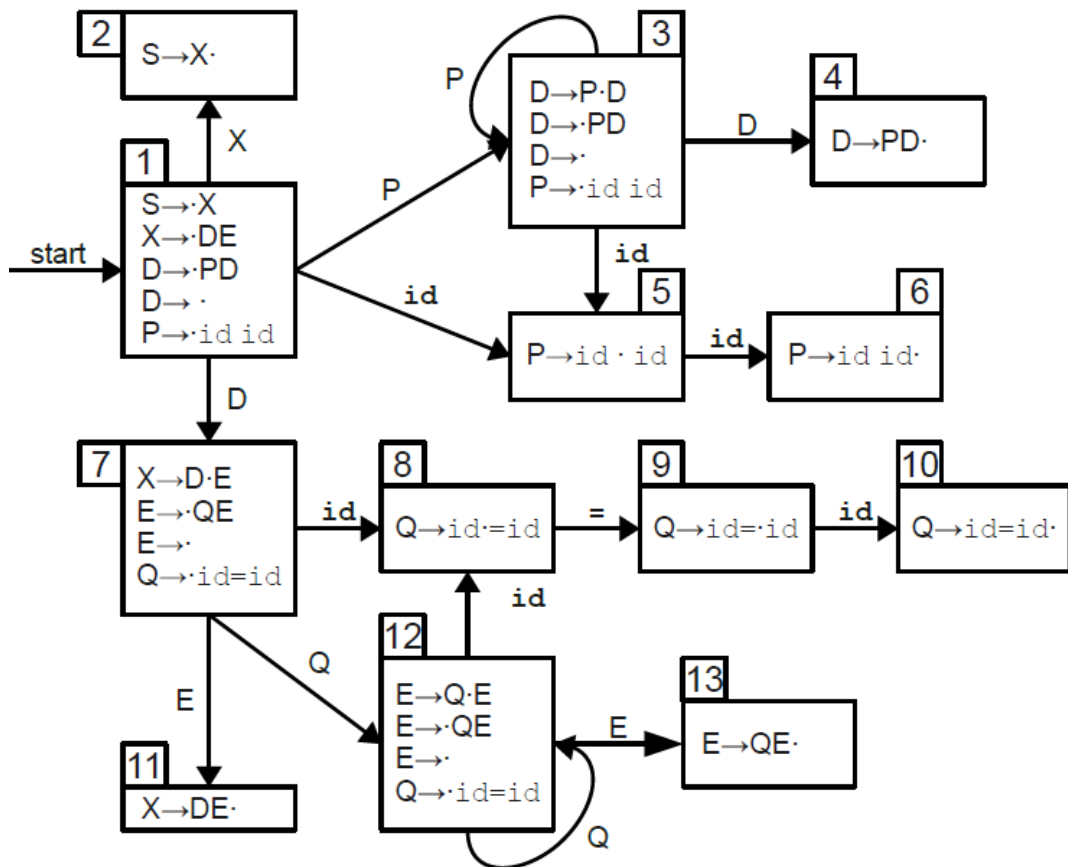 2
S→X·
X
1
S→·X
X→·DE
D→·PD
D→ ·
P→·id id
start
P
P
3
D→P·D
D→·PD
D→·
P→·id id
D
4
D→PD·
id
id
5
P→id · id
id
6
P→id id·
D
7
X→D·E
E→·QE
E→·
Q→·id=id
id
8
Q→id·=id
=
9
Q→id=·id
id
10
Q→id=id·
id
Q
12
E→Q·E
E→·QE
E→·
Q→·id=id
E
13
E→QE·
Q
E
11
X→DE·